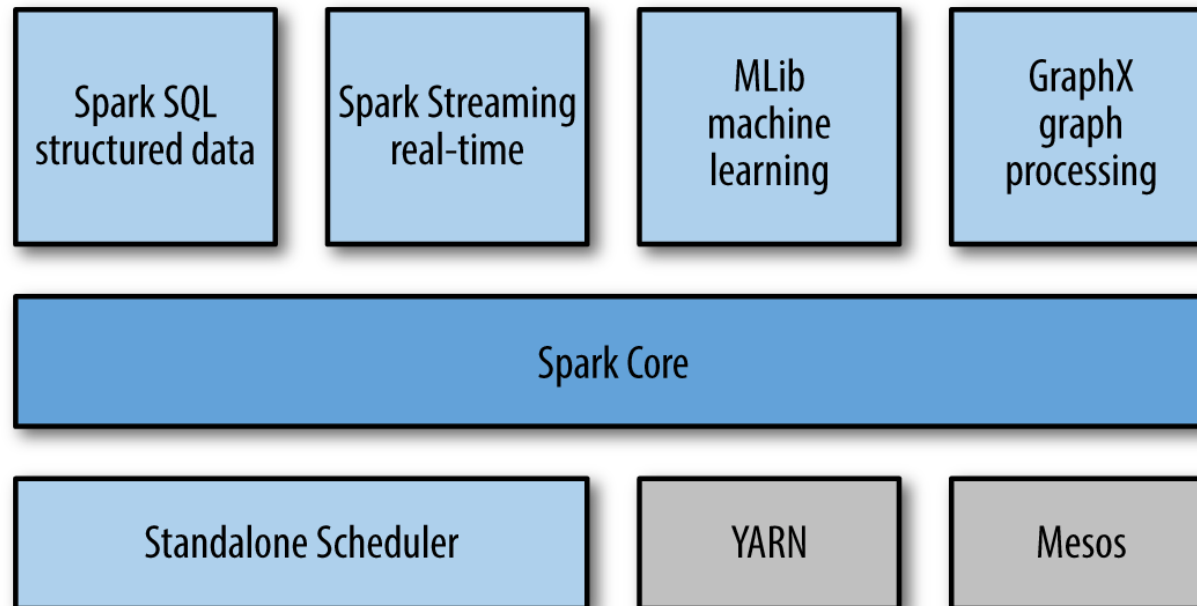 Spark SQL
structured data
Spark Streaming
real-time
MLib
machine
learning
GraphX
graph
processing
Spark Core
Standalone Scheduler
YARN
Mesos